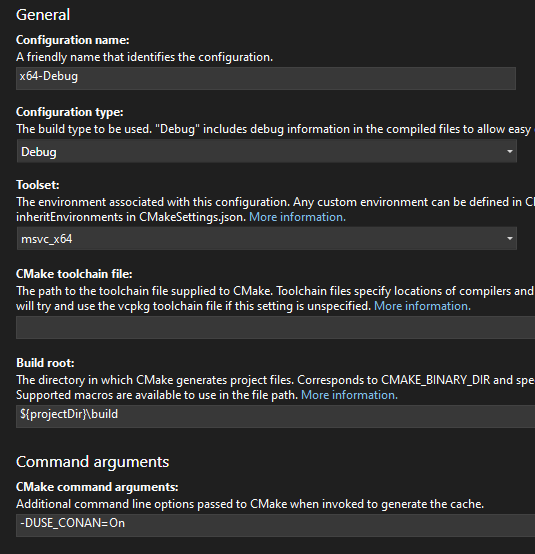 General
Configuration name:
A friendly name that identifies the configuration.
x64-Debug
Configuration type:
The build type to be used. "Debug" includes debug information in the compiled files to allow easy
Debug
Toolset:
The environment associated with this configuration. Any custom environment can be defined in
inheritEnvironments in CMakeSettings.json. More information.
msvc_x64
CMake toolchain file:
The path to the toolchain file supplied to CMake. Toolchain files specify locations of compilers and
will try and use the vcpkg toolchain file if this setting is unspecified. More information.
Build root:
The directory in which CMake generates project files. Corresponds to CMAKE_BINARY_DIR and spe
Supported macros are available to use in the file path. More information.
${projectDir}\build
Command arguments
CMake command arguments:
Additional command line options passed to CMake when invoked to generate the cache.
-DUSE_CONAN=On